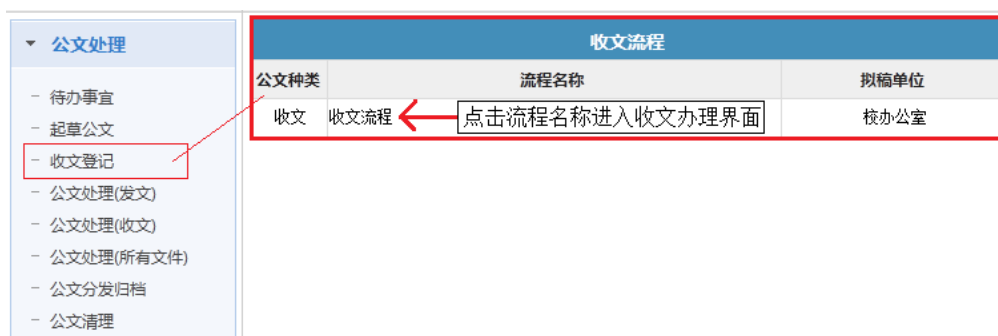 公文处理
待办事宜
起草公文
收文登记
公文处理(发文)
公文处理(收文)
公文处理(所有文件)
公文分发归档
公文清理
收文流程
公文种类 流程名称 拟稿单位
收文 收文流程 点击流程名称进入收文办理界面 校办公室